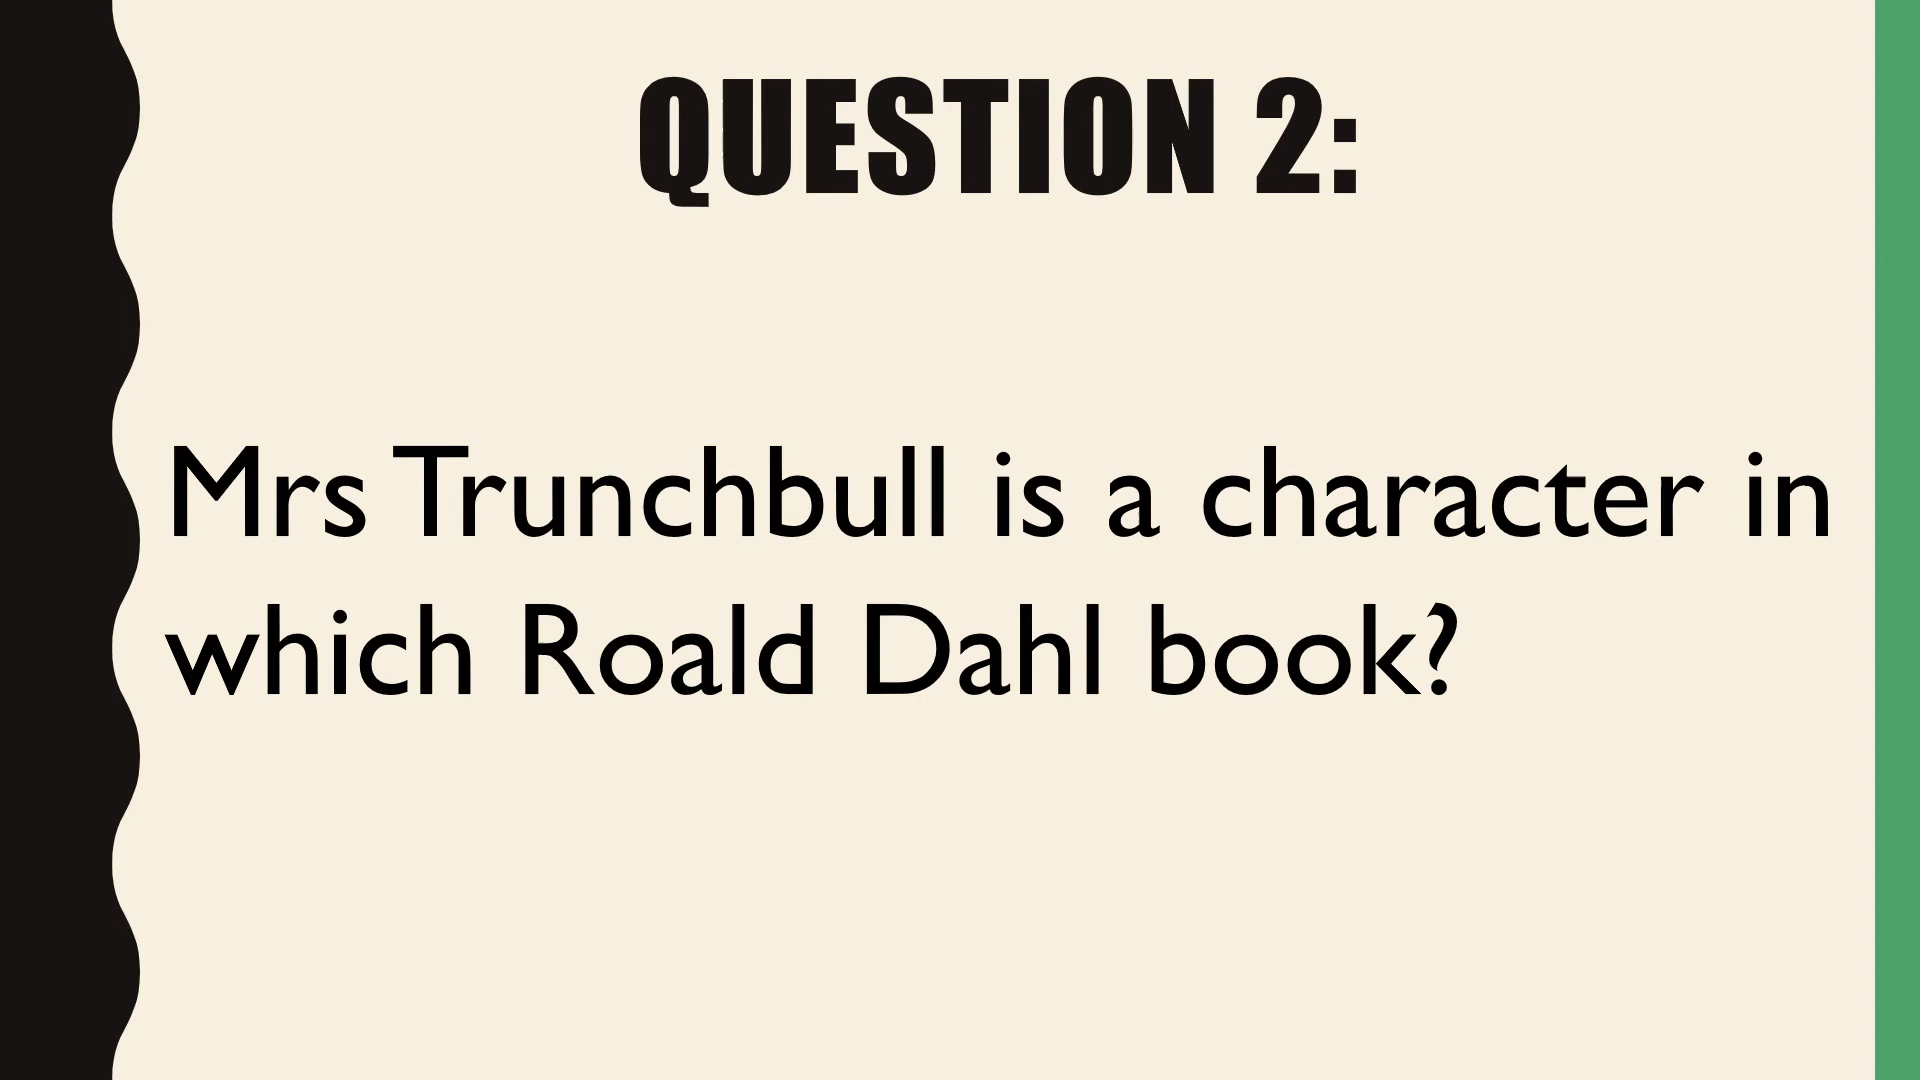 QUESTION 2:
Mrs Trunchbull is a character in
which Roald Dahl book?